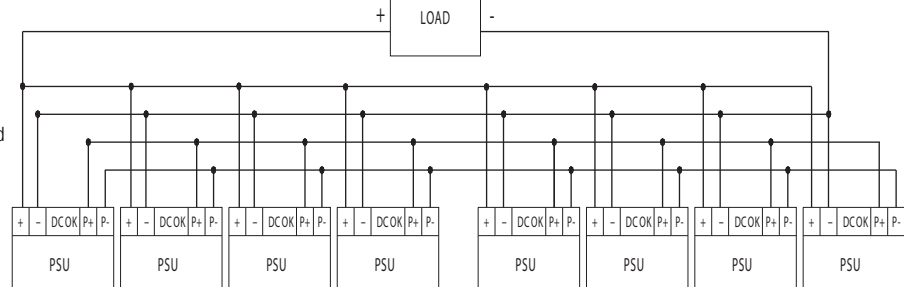 + LOAD -
d
+ – DCOK P+ P- + – DCOK P+ P- + – DCOK P+ P- + – DCOK P+ P- + – DCOK P+ P- + – DCOK P+ P- + – DCOK P+ P- + – DCOK P+ P-
PSU PSU PSU PSU PSU PSU PSU PSU